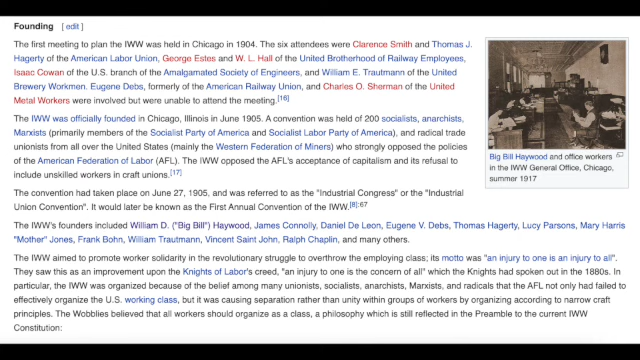 Founding [ edit ]
The first meeting to plan the IWW was held in Chicago in 1904. The six attendees were Clarence Smith and Thomas J.
Hagerty of the American Labor Union, George Estes and W. L. Hall of the United Brotherhood of Railway Employees,
Isaac Cowan of the U.S. branch of the Amalgamated Society of Engineers, and William E. Trautmann of the United
Brewery Workmen. Eugene Debs, formerly of the American Railway Union, and Charles O. Sherman of the United
Metal Workers were involved but were unable to attend the meeting.[16]
The IWW was officially founded in Chicago, Illinois in June 1905. A convention was held of 200 socialists, anarchists,
Marxists (primarily members of the Socialist Party of America and Socialist Labor Party of America), and radical trade
unionists from all over the United States (mainly the Western Federation of Miners) who strongly opposed the policies
of the American Federation of Labor (AFL). The IWW opposed the AFL's acceptance of capitalism and its refusal to
include unskilled workers in craft unions.[17]
The convention had taken place on June 27, 1905, and was referred to as the "Industrial Congress" or the "Industrial
Union Convention". It would later be known as the First Annual Convention of the IWW.[8]:67
Big Bill Haywood and office workers
in the IWW General Office, Chicago,
summer 1917
The IWW's founders included William D. ("Big Bill") Haywood, James Connolly, Daniel De Leon, Eugene V. Debs, Thomas Hagerty, Lucy Parsons, Mary Harris
"Mother" Jones, Frank Bohn, William Trautmann, Vincent Saint John, Ralph Chaplin, and many others.
The IWW aimed to promote worker solidarity in the revolutionary struggle to overthrow the employing class; its motto was "an injury to one is an injury to all".
They saw this as an improvement upon the Knights of Labor's creed, "an injury to one is the concern of all" which the Knights had spoken out in the 1880s. In
particular, the IWW was organized because of the belief among many unionists, socialists, anarchists, Marxists, and radicals that the AFL not only had failed to
effectively organize the U.S. working class, but it was causing separation rather than unity within groups of workers by organizing according to narrow craft
principles. The Wobblies believed that all workers should organize as a class, a philosophy which is still reflected in the Preamble to the current IWW
Constitution: